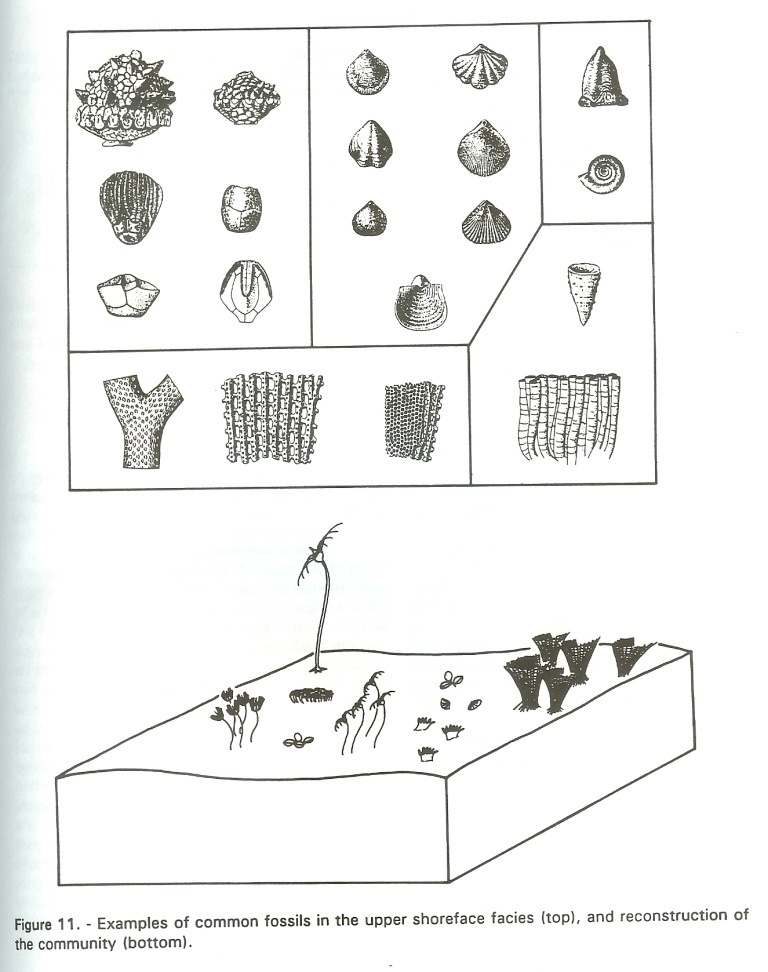 Figure 11. - Examples of common fossils in the upper shoreface facies (top), and reconstruction of
the community (bottom).